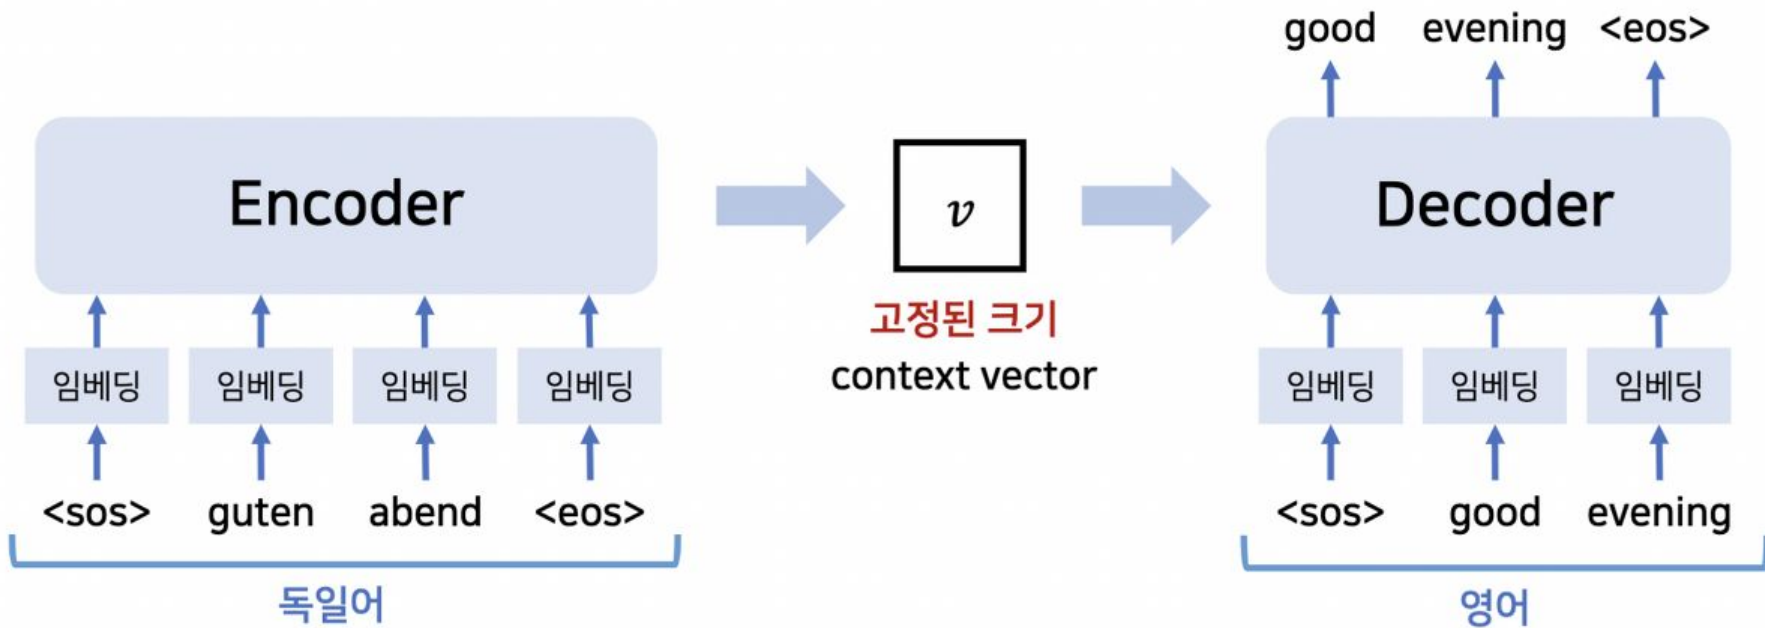 good evening <eos>
Encoder
v
Decoder
고정된 크기
context vector
임베딩 임베딩 임베딩 임베딩
임베딩 임베딩 임베딩
<sos> guten abend <eos>
<sos> good evening
독일어
영어